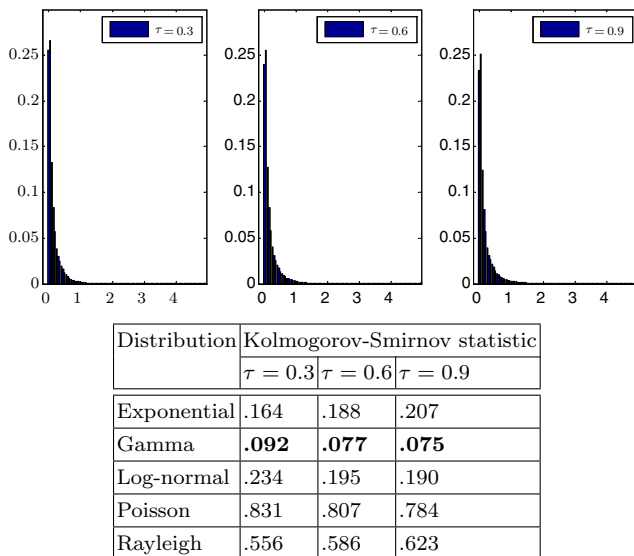 τ = 0.3
τ = 0.6
τ = 0.9
0.25
0.25
0.25
0.2
0.2
0.2
0.15
0.15
0.15
0.1
0.1
0.1
0.05
0.05
0.05
0
0
0
0 1 2 3 4
0 1 2 3 4
0 1 2 3 4
Distribution Kolmogorov-Smirnov statistic
τ = 0.3 τ = 0.6 τ = 0.9
Exponential .164 .188 .207
Gamma .092 .077 .075
Log-normal .234 .195 .190
Poisson .831 .807 .784
Rayleigh .556 .586 .623